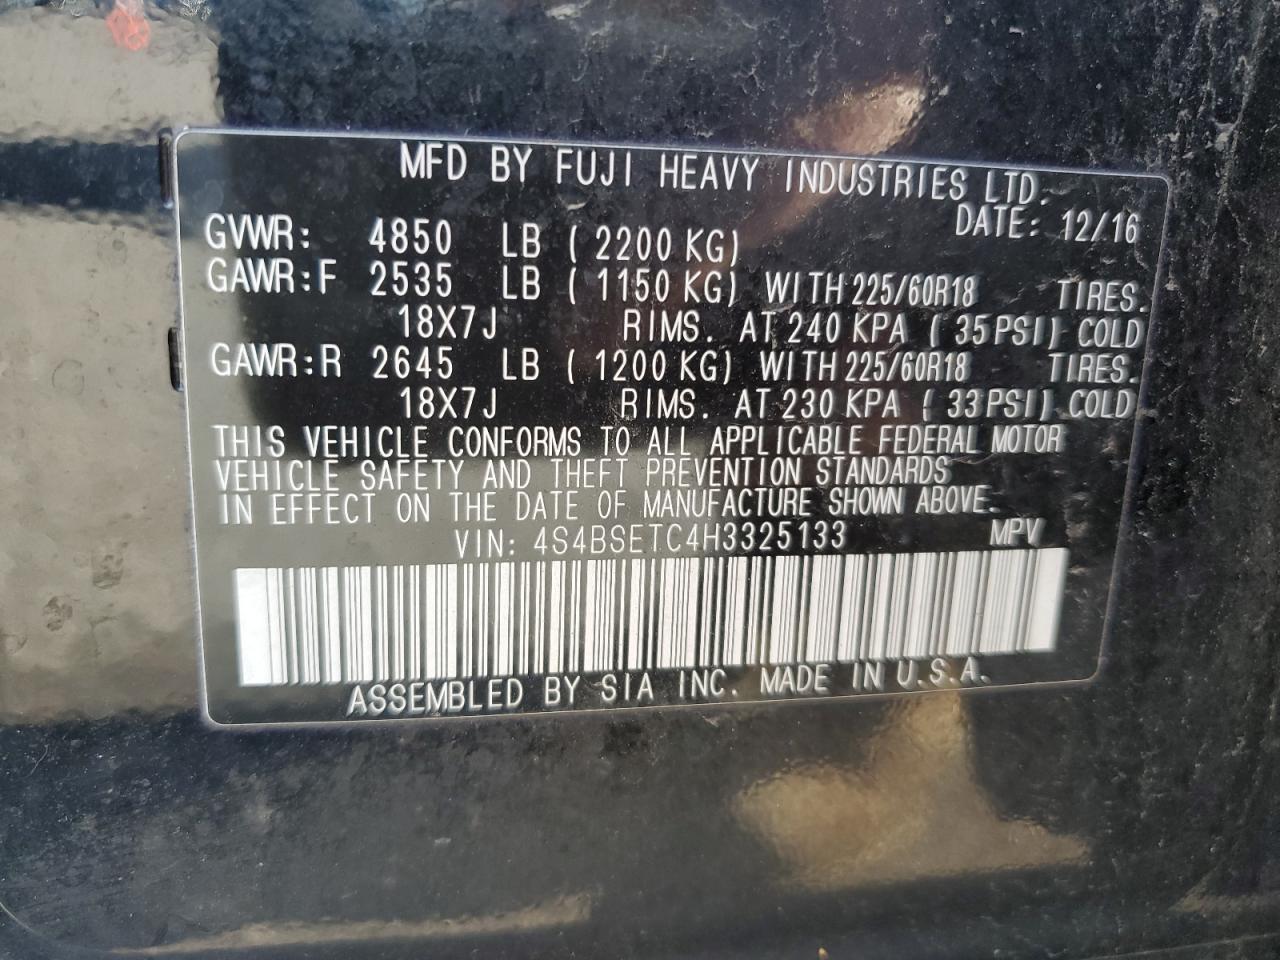 MFD BY FUJI HEAVY INDUSTRIES LTD.
DATE: 12/16
GVWR: 4850 LB (2200 KG)
GAWR:F 2535 LB (1150 KG) WITH 225/60R18 TIRES.
18X7J RIMS. AT 240 KPA (35PSI) COLD
GAWR:R 2645 LB (1200 KG) WITH 225/60R18 TIRES.
18X7J RIMS. AT 230 KPA (33PSI) COLD
THIS VEHICLE CONFORMS TO ALL APPLICABLE FEDERAL MOTOR
VEHICLE SAFETY AND THEFT PREVENTION STANDARDS
IN EFFECT ON THE DATE OF MANUFACTURE SHOWN ABOVE.
VIN: 4S4BSETC4H3325133 MPV
ASSEMBLED BY SIA INC. MADE IN U.S.A.